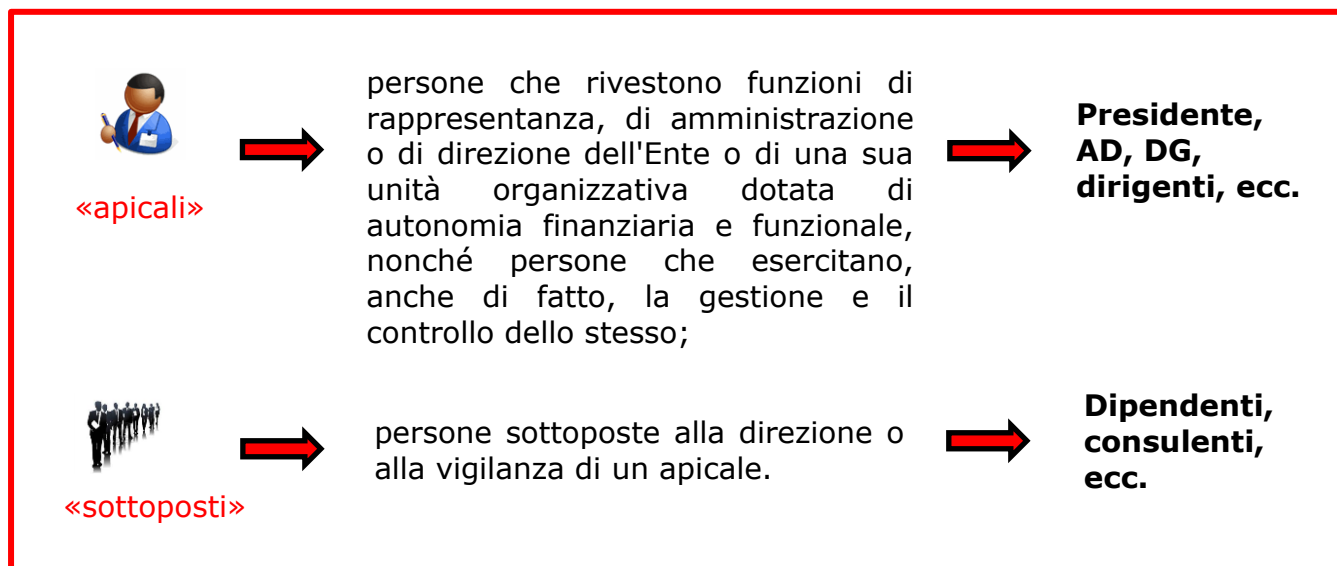 «apicali»
persone che rivestono funzioni di
rappresentanza, di amministrazione
o di direzione dell'Ente o di una sua
unità organizzativa dotata di
autonomia finanziaria e funzionale,
nonché persone che esercitano,
anche di fatto, la gestione e il
controllo dello stesso;
Presidente,
AD, DG,
dirigenti, ecc.
«sottoposti»
persone sottoposte alla direzione o
alla vigilanza di un apicale.
Dipendenti,
consulenti,
ecc.